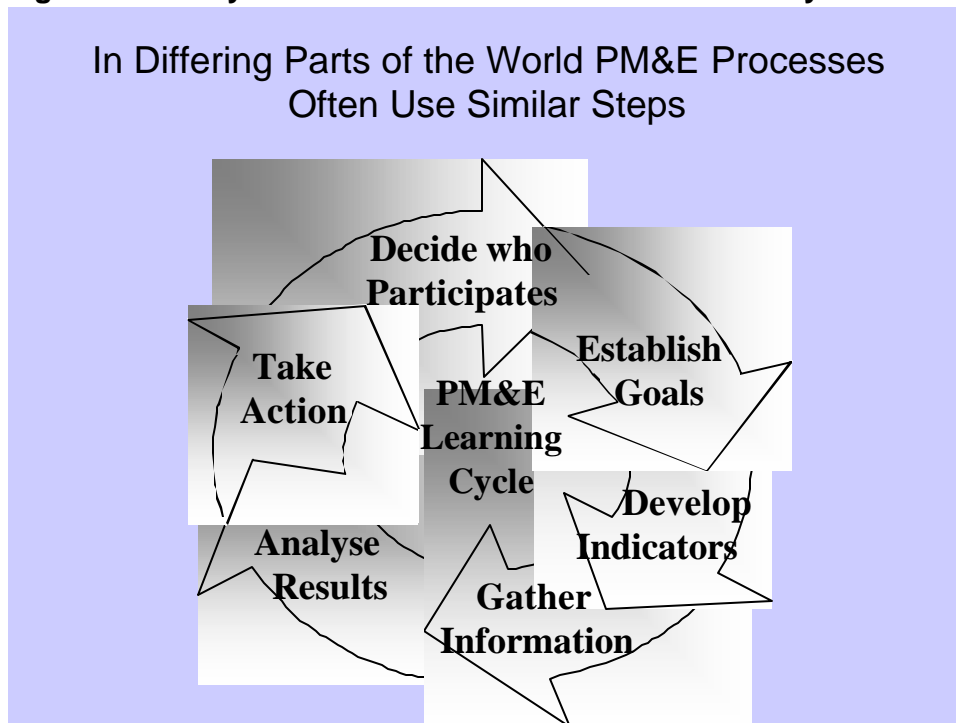 In Differing Parts of the World PM&E Processes
Often Use Similar Steps
Decide who
Participates
Establish
Goals
Develop
Indicators
Gather
Information
Analyse
Results
Take
Action
PM&E
Learning
Cycle